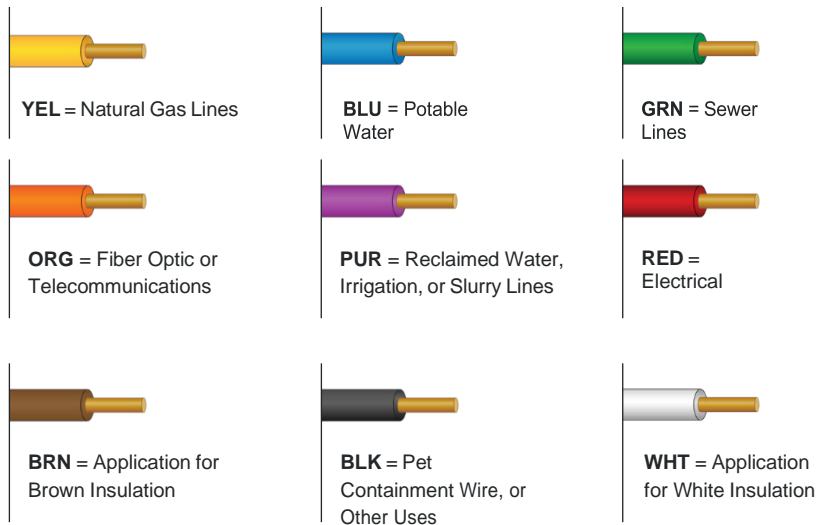 YEL = Natural Gas Lines
BLU = Potable
Water
GRN = Sewer
Lines
ORG = Fiber Optic or
Telecommunications
PUR = Reclaimed Water,
Irrigation, or Slurry Lines
RED =
Electrical
BRN = Application for
Brown Insulation
BLK = Pet
Containment Wire, or
Other Uses
WHT = Application
for White Insulation